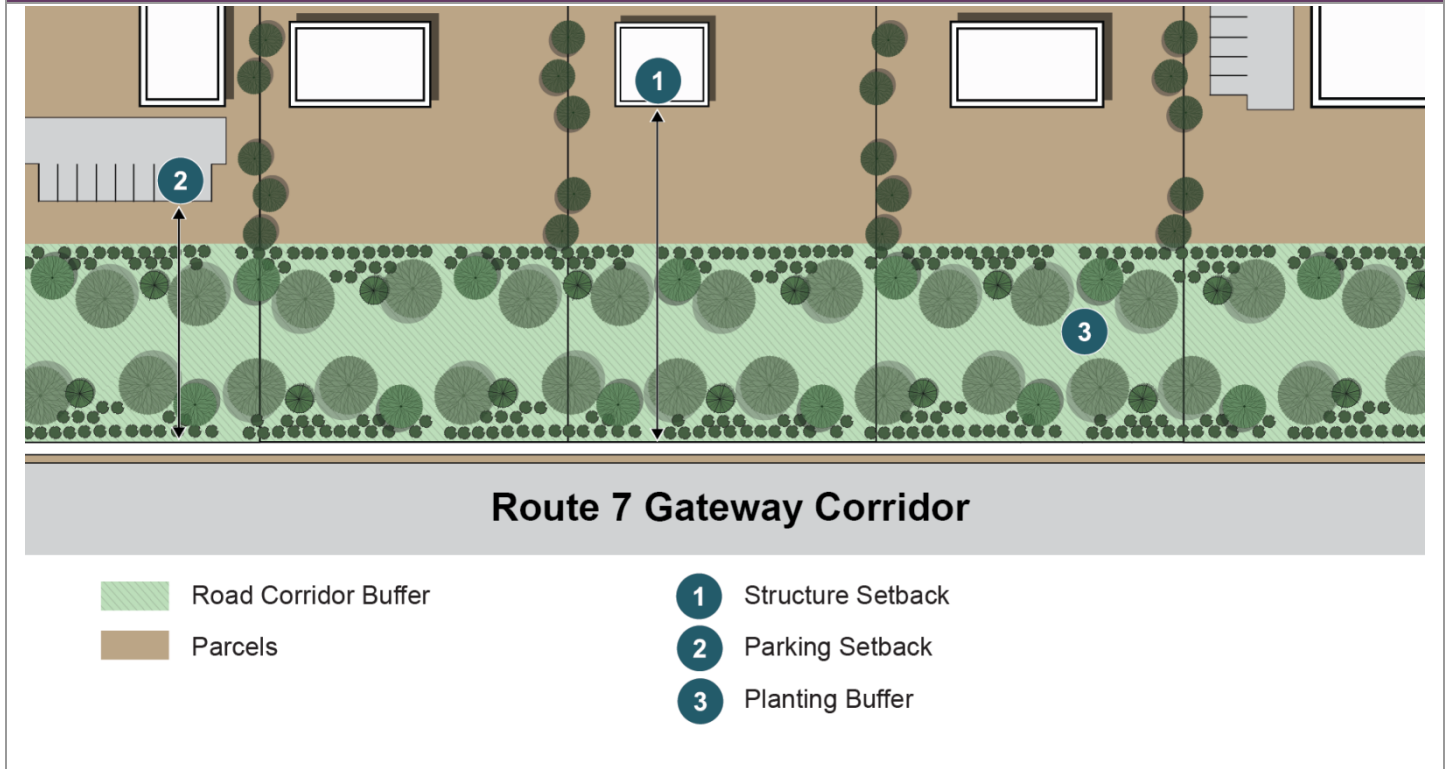 1
2
3
Route 7 Gateway Corridor
Road Corridor Buffer
Parcels
1 Structure Setback
2 Parking Setback
3 Planting Buffer